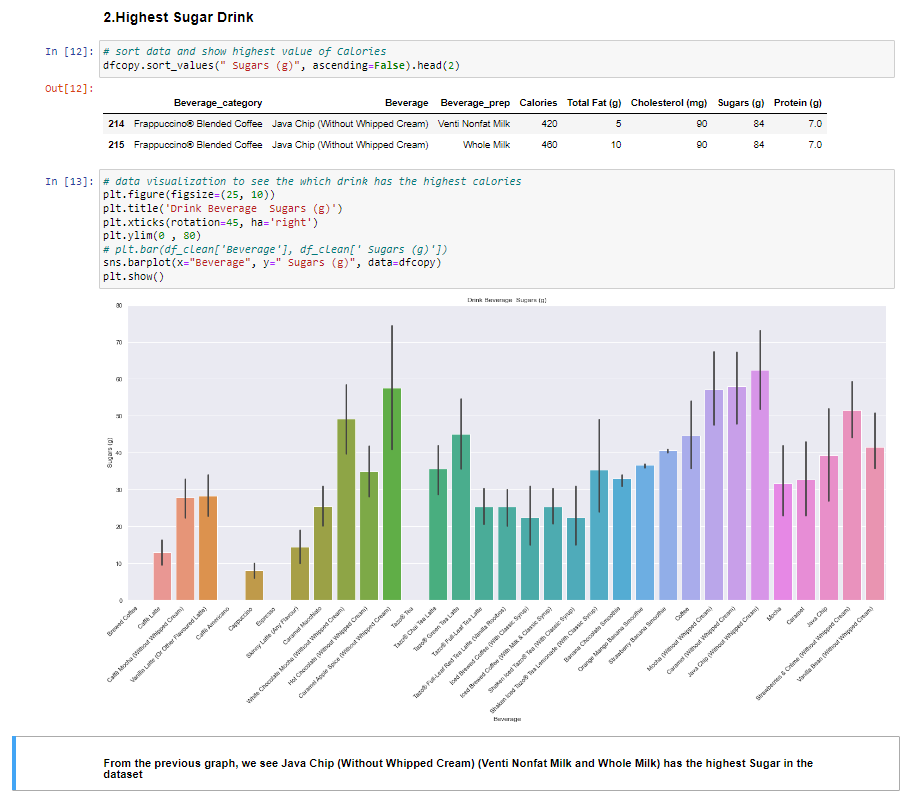 2.Highest Sugar Drink
In [12]: # sort data and show highest value of Calories
dfcopy.sort_values(" Sugars (g)", ascending=False).head(2)
Out[12]:
Beverage_category Beverage Beverage_prep Calories Total Fat (g) Cholesterol (mg) Sugars (g) Protein (g)
214 Frappuccino® Blended Coffee Java Chip (Without Whipped Cream) Venti Nonfat Milk 420 5 90 84 7.0
215 Frappuccino® Blended Coffee Java Chip (Without Whipped Cream) Whole Milk 460 10 90 84 7.0
In [13]: # data visualization to see the which drink has the highest calories
plt.figure(figsize=(25, 10))
plt.title('Drink Beverage  Sugars (g)')
plt.xticks(rotation=45, ha='right')
plt.ylim(0 , 80)
# plt.bar(df_clean['Beverage'], df_clean[' Sugars (g)'])
sns.barplot(x="Beverage", y=" Sugars (g)", data=dfcopy)
plt.show()
Drink Beverage  Sugars (g)
80
70
60
50
40
30
20
10
0
Sugars (g)
Brewed Coffee
Caffè Latte
Caffè Mocha (Without Whipped Cream)
Vanilla Latte (Or Other Flavoured Latte)
Caffè Americano
Cappuccino
Espresso
Skinny Latte (Any Flavour)
Caramel Macchiato
White Chocolate Mocha (Without Whipped Cream)
Hot Chocolate (Without Whipped Cream)
Caramel Apple Spice (Without Whipped Cream)
Tazo® Tea
Tazo® Chai Tea Latte
Tazo® Green Tea Latte
Tazo® Full-Leaf Tea Latte
Tazo® Full-Leaf Red Tea Latte (Vanilla Rooibos)
Iced Brewed Coffee (With Classic Syrup)
Iced Brewed Coffee (With Milk & Classic Syrup)
Shaken Iced Tazo® Tea (With Classic Syrup)
Shaken Iced Tazo® Tea Lemonade (With Classic Syrup)
Banana Chocolate Smoothie
Orange Mango Banana Smoothie
Strawberry Banana Smoothie
Coffee
Mocha (Without Whipped Cream)
Caramel (Without Whipped Cream)
Java Chip (Without Whipped Cream)
Mocha
Caramel
Java Chip
Strawberries & Crème (Without Whipped Cream)
Vanilla Bean (Without Whipped Cream)
Beverage
From the previous graph, we see Java Chip (Without Whipped Cream) (Venti Nonfat Milk and Whole Milk) has the highest Sugar in the
dataset